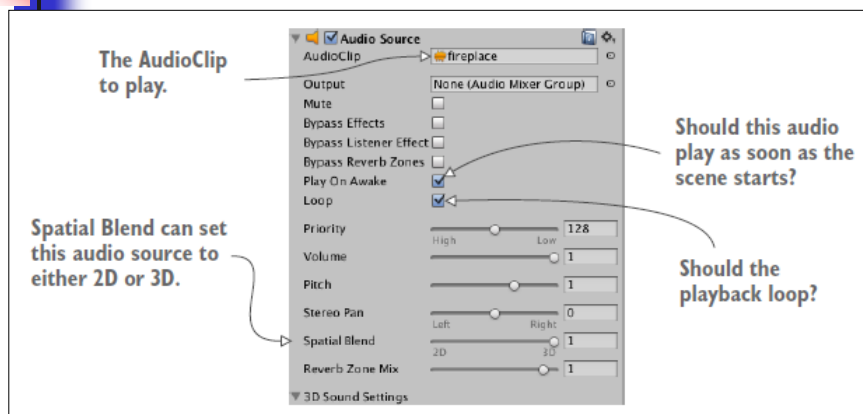 The AudioClip
to play.
Spatial Blend can set
this audio source to
either 2D or 3D.
Audio Source
AudioClip fireplace
Output None (Audio Mixer Group)
Mute
Bypass Effects
Bypass Listener Effect
Bypass Reverb Zones
Play On Awake
Loop
Priority 128
High Low
Volume 1
Pitch 1
Stereo Pan 0
Left Right
Spatial Blend 1
2D 3D
Reverb Zone Mix 1
3D Sound Settings
Should this audio
play as soon as the
scene starts?
Should the
playback loop?